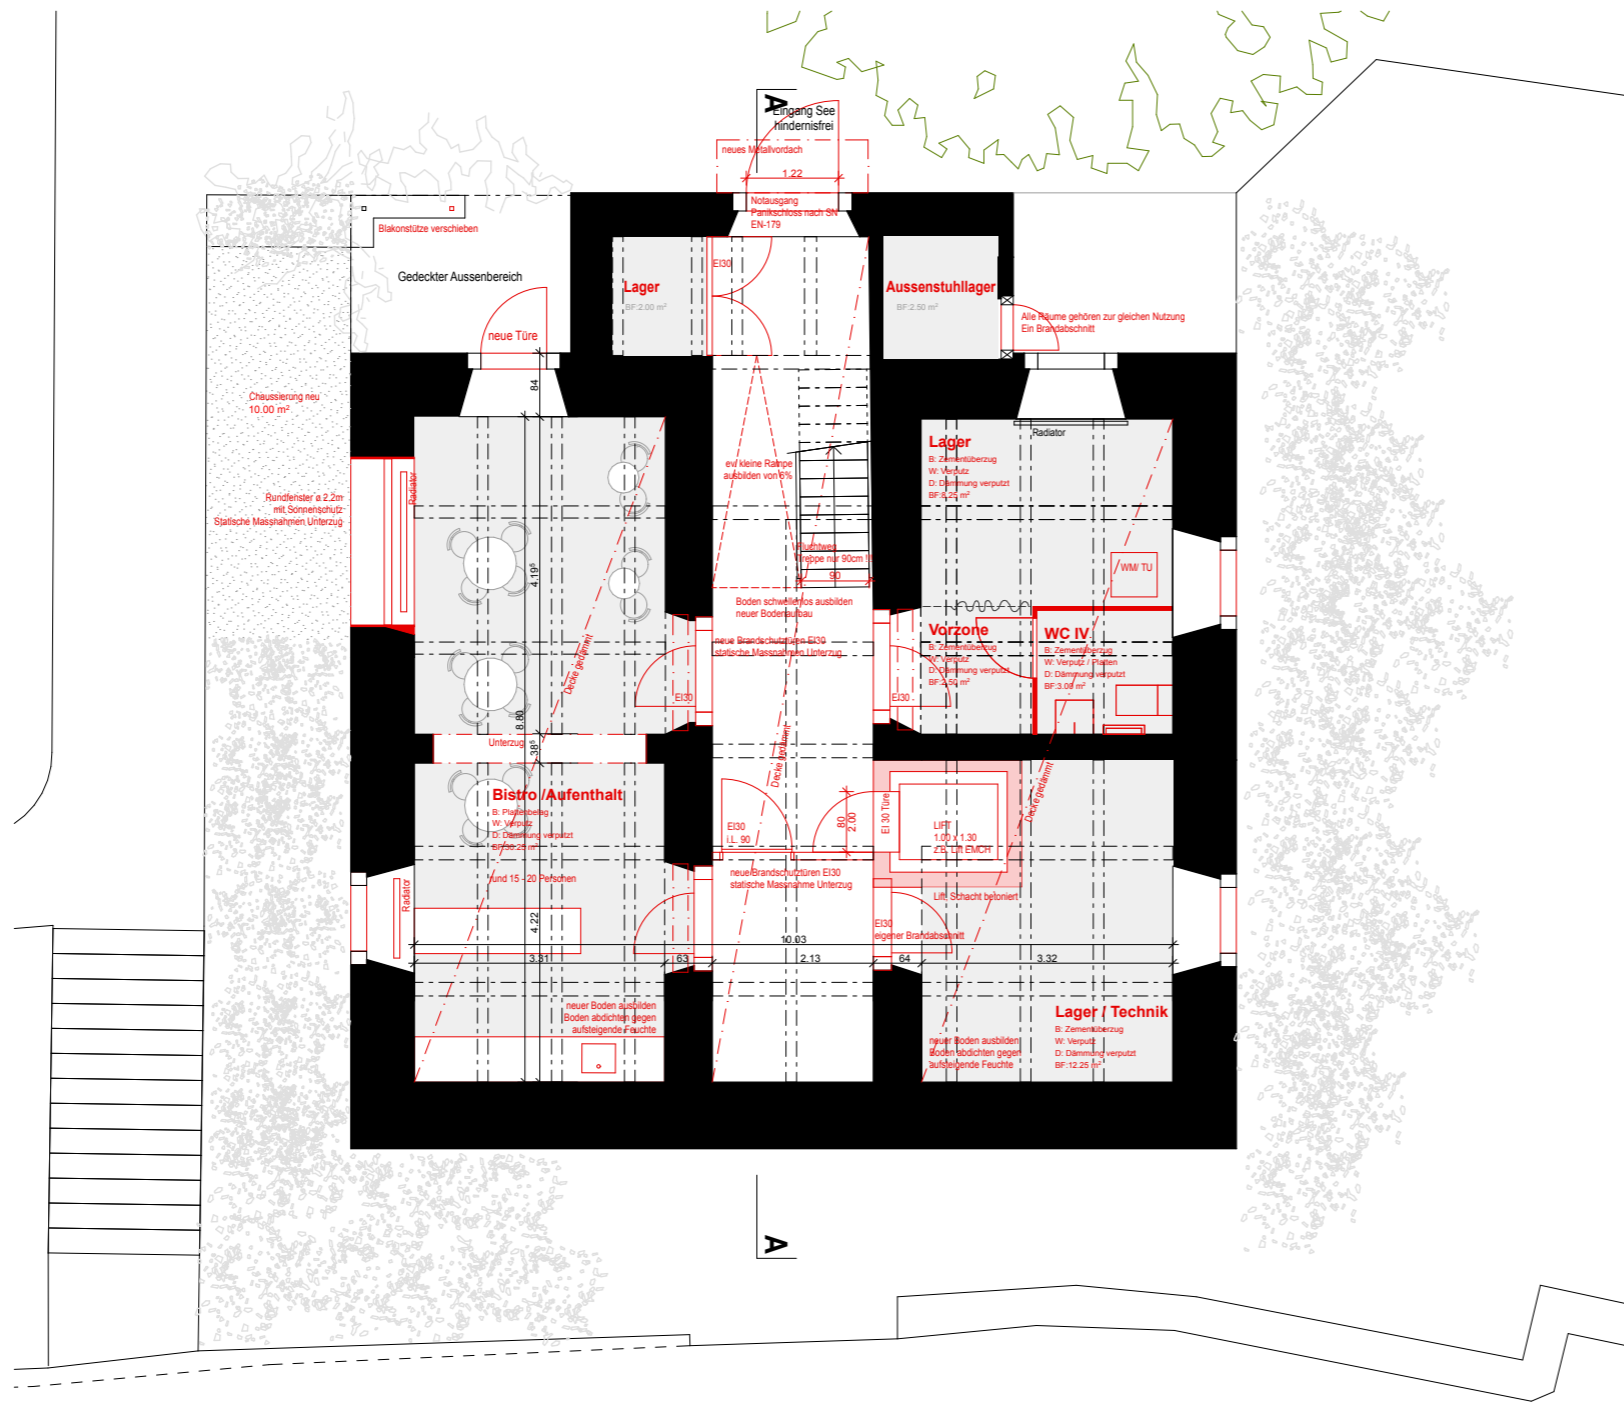 A
Eingang See
hindernisfrei
neues Metallvordach
1.22
Notausgang
Panikschloss nach SN
EN-179
Blakonstütze verschieben
Gedeckter Aussenbereich
EI30
Lager
BF:2.00 m²
Aussenstuhllager
BF:2.50 m²
Alle Räume gehören zur gleichen Nutzung
Ein Brandabschnitt
neue Türe
84
Chaussierung neu
10.00 m²
Radiator
Lager
B: Zementüberzug
W: Verputz
D: Dämmung verputzt
BF:8.25 m²
ev. kleine Rampe
ausbilden von 6%
Radiator
Rundfenster ø 2.2m
mit Sonnenschutz
Statische Massnahmen Unterzug
Fluchtweg
Treppe nur 90cm !!
90
WM/ TU
4.19⁵
Boden schwellenlos ausbilden
neuer Bodenaufbau
neue Brandschutztüren EI30
statische Massnahmen Unterzug
Vorzone
B: Zementüberzug
W: Verputz
D: Dämmung verputzt
BF:2.50 m²
WC IV
B: Zementüberzug
W: Verputz / Platten
D: Dämmung verputzt
BF:3.00 m²
Decke gedämmt
EI30
EI30
8.80
Unterzug
38⁵
Decke gedämmt
Decke gedämmt
Bistro /Aufenthalt
B: Plattenbelag
W: Verputz
D: Dämmung verputzt
BF:30.25 m²
rund 15 - 20 Personen
EI30
i.L. 90
80
2.00
EI 30 Türe
LIFT
1.00 x 1.30
z.B. Lift EMCH
neue Brandschutztüren EI30
statische Massnahme Unterzug
Radiator
Lift: Schacht betoniert
4.22
EI30
eigener Brandabschnitt
10.03
3.31
63
2.13
64
3.32
neuer Boden ausbilden
Boden abdichten gegen
aufsteigende Feuchte
Lager / Technik
B: Zementüberzug
W: Verputz
D: Dämmung verputzt
BF:12.25 m²
neuer Boden ausbilden
Boden abdichten gegen
aufsteigende Feuchte
A